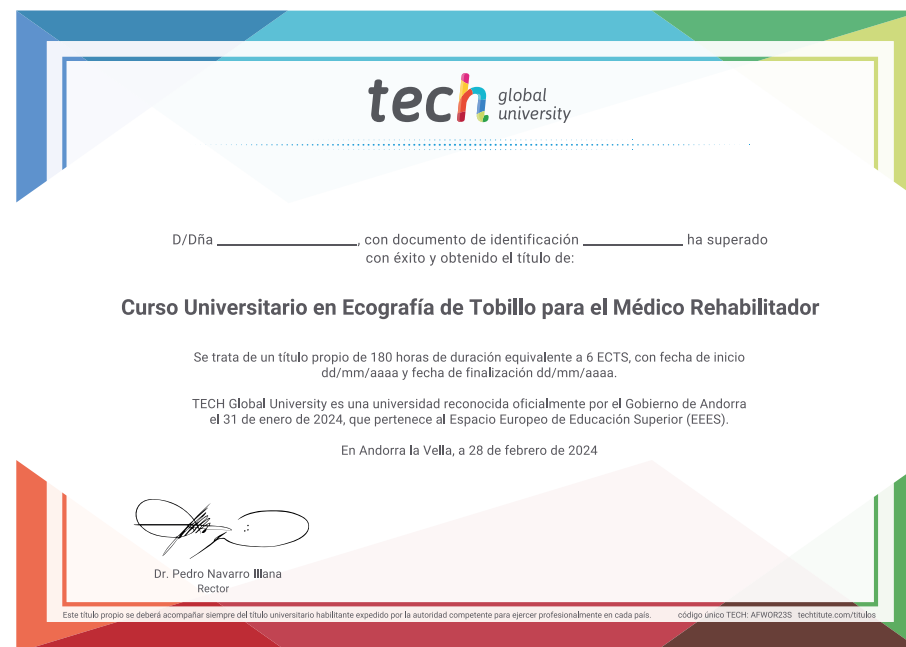 tech global university
D/Dña ____________________, con documento de identificación ______________ ha superado
con éxito y obtenido el título de:
Curso Universitario en Ecografía de Tobillo para el Médico Rehabilitador
Se trata de un título propio de 180 horas de duración equivalente a 6 ECTS, con fecha de inicio
dd/mm/aaaa y fecha de finalización dd/mm/aaaa.
TECH Global University es una universidad reconocida oficialmente por el Gobierno de Andorra
el 31 de enero de 2024, que pertenece al Espacio Europeo de Educación Superior (EEES).
En Andorra la Vella, a 28 de febrero de 2024
Dr. Pedro Navarro Illana
Rector
Este título propio se deberá acompañar siempre del título universitario habilitante expedido por la autoridad competente para ejercer profesionalmente en cada país. código único TECH: AFWOR23S techtitute.com/titulos